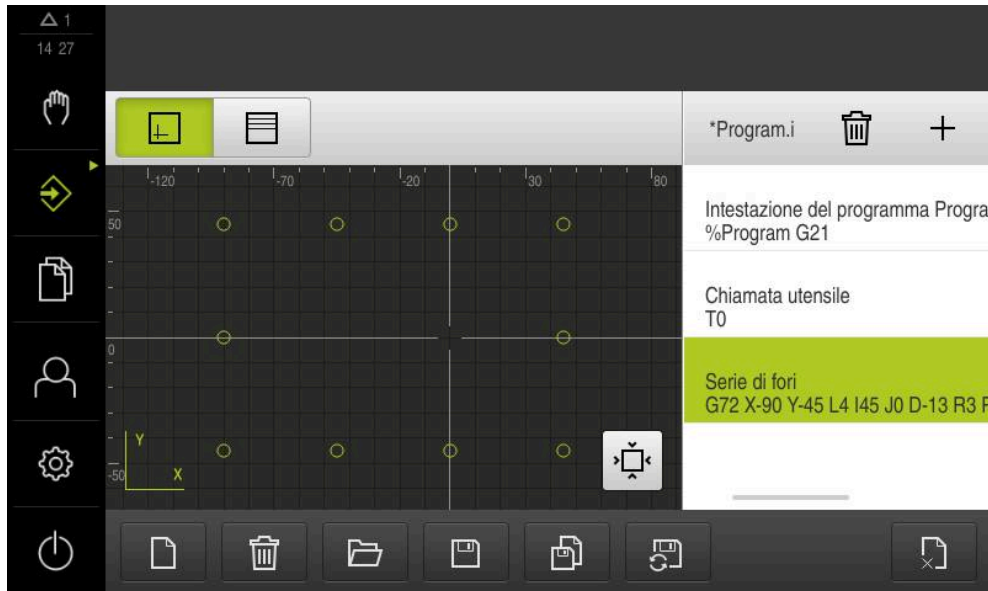 1
14 27
*Program.i
-120
-70
-20
30
80
50
0
-50
Y
X
Intestazione del programma Progra
%Program G21
Chiamata utensile
T0
Serie di fori
G72 X-90 Y-45 L4 I45 J0 D-13 R3 F